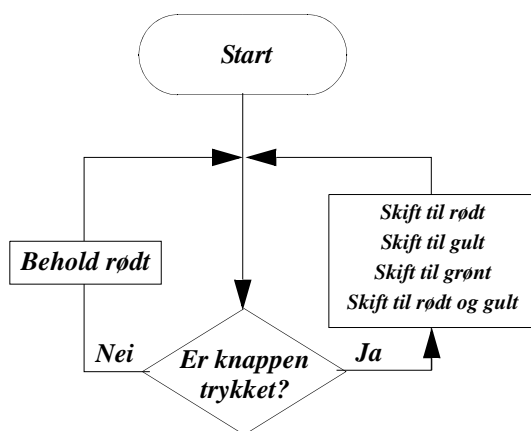 Start
Behold rødt
Skift til rødt
Skift til gult
Skift til grønt
Skift til rødt og gult
Nei
Er knappen
trykket?
Ja